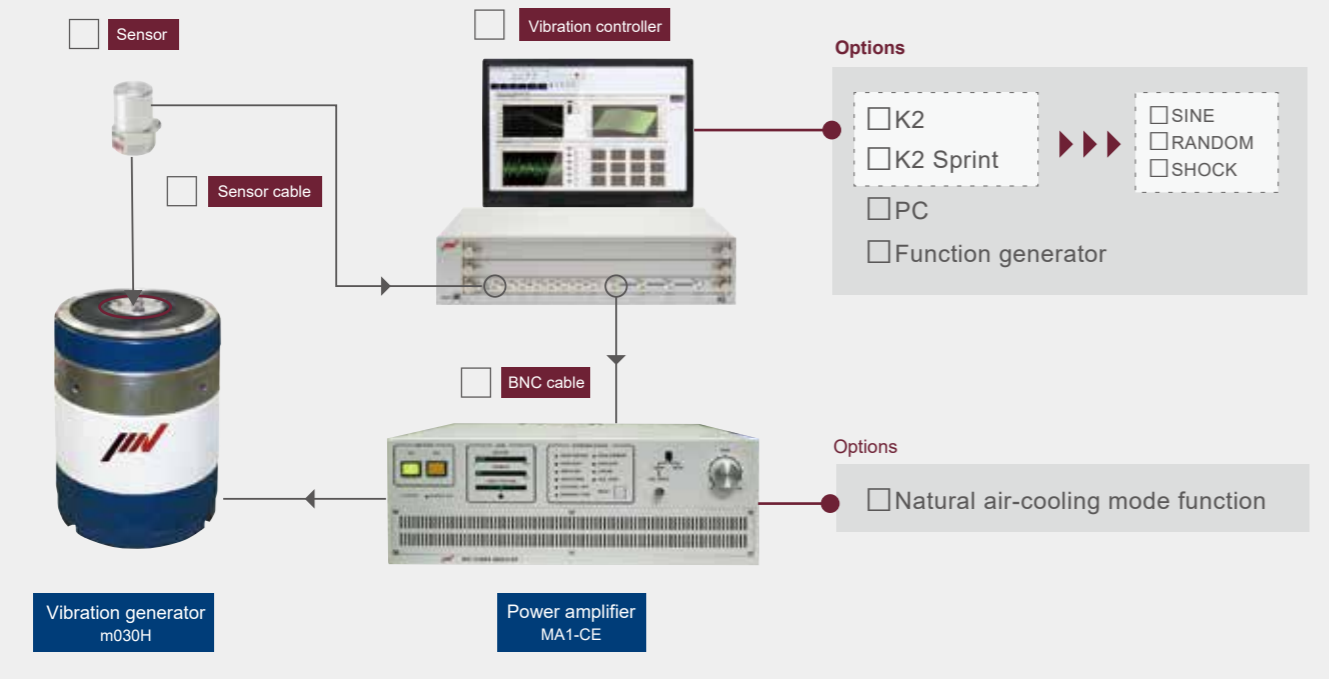 Sensor
Vibration controller
Options
K2
K2 Sprint
SINE
RANDOM
SHOCK
PC
Function generator
Sensor cable
BNC cable
Options
Natural air-cooling mode function
Vibration generator
m030H
Power amplifier
MA1-CE